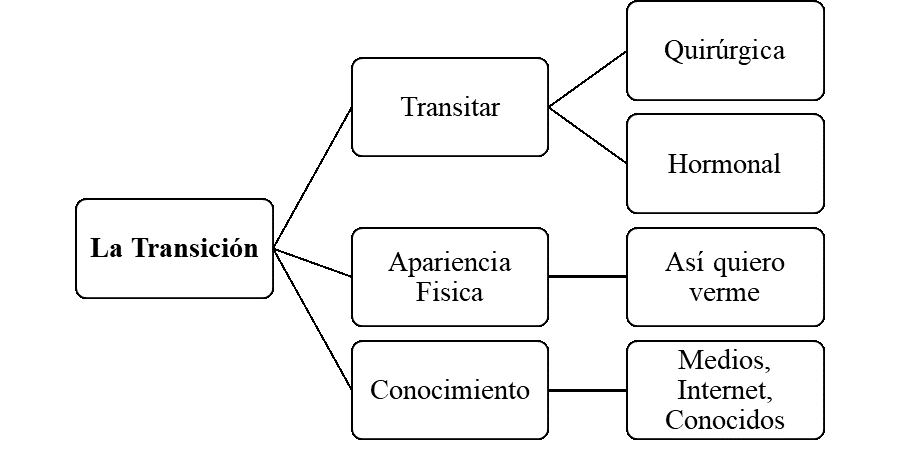 La Transición
Transitar
Quirúrgica
Hormonal
Apariencia
Fisica
Así quiero
verme
Conocimiento
Medios,
Internet,
Conocidos